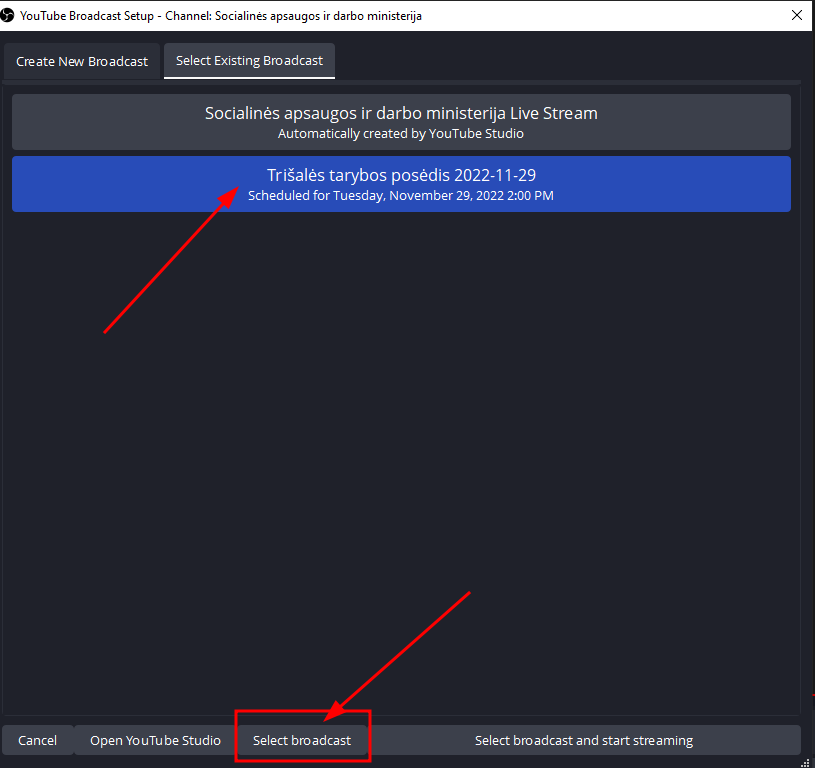 YouTube Broadcast Setup - Channel: Socialinės apsaugos ir darbo ministerija
Create New Broadcast
Select Existing Broadcast
Socialinės apsaugos ir darbo ministerija Live Stream
Automatically created by YouTube Studio
Trišalės tarybos posėdis 2022-11-29
Scheduled for Tuesday, November 29, 2022 2:00 PM
Cancel
Open YouTube Studio
Select broadcast
Select broadcast and start streaming